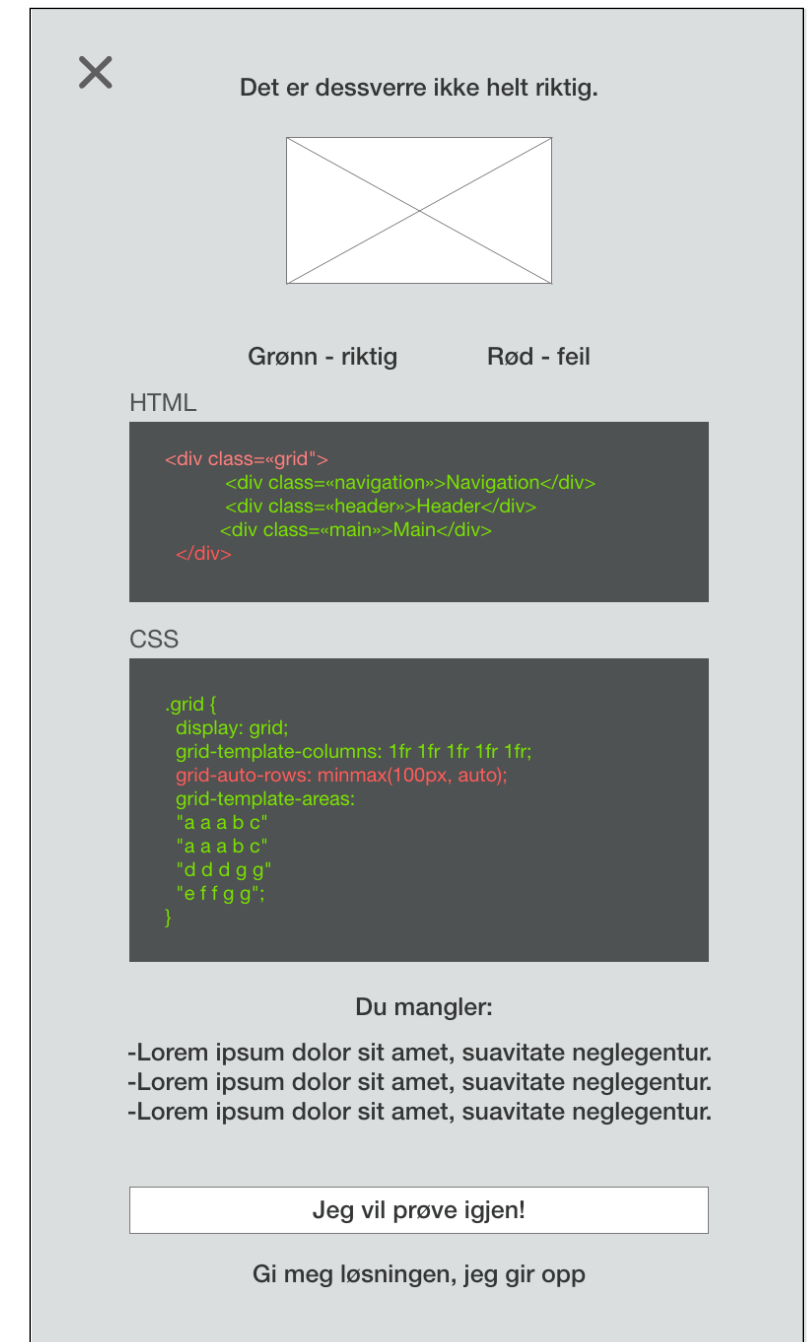 Det er dessverre ikke helt riktig.
Grønn - riktig Rød - feil
HTML
<div class=«grid">
<div class=«navigation»>Navigation</div>
<div class=«header»>Header</div>
<div class=«main»>Main</div>
</div>
CSS
.grid {
display: grid;
grid-template-columns: 1fr 1fr 1fr 1fr 1fr;
grid-auto-rows: minmax(100px, auto);
grid-template-areas:
"a a a b c"
"a a a b c"
"d d d g g"
"e f f g g";
}
Du mangler:
-Lorem ipsum dolor sit amet, suavitate neglegentur.
-Lorem ipsum dolor sit amet, suavitate neglegentur.
-Lorem ipsum dolor sit amet, suavitate neglegentur.
Jeg vil prøve igjen!
Gi meg løsningen, jeg gir opp